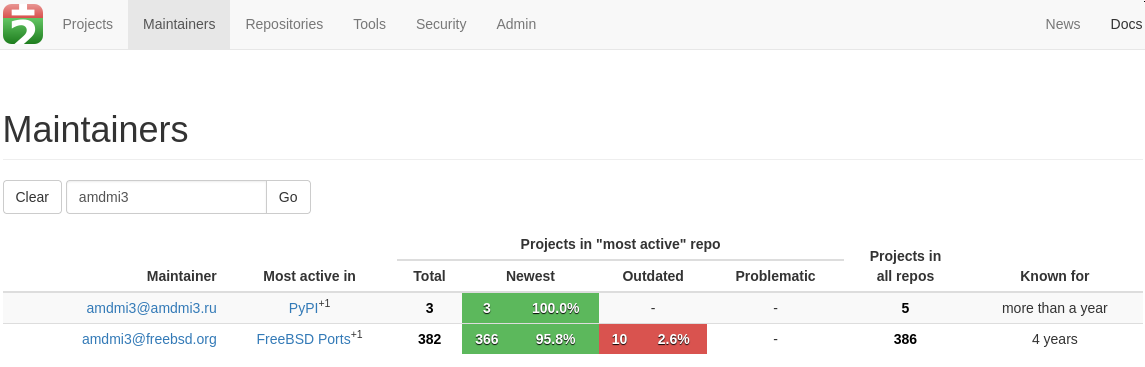 Projects Maintainers Repositories Tools Security Admin News Docs
Maintainers
Clear amdmi3 Go
Projects in "most active" repo
Projects in
Maintainer Most active in Total Newest Outdated Problematic all repos Known for
amdmi3@amdmi3.ru PyPI+1 3 3 100.0% - - 5 more than a year
amdmi3@freebsd.org FreeBSD Ports+1 382 366 95.8% 10 2.6% - 386 4 years